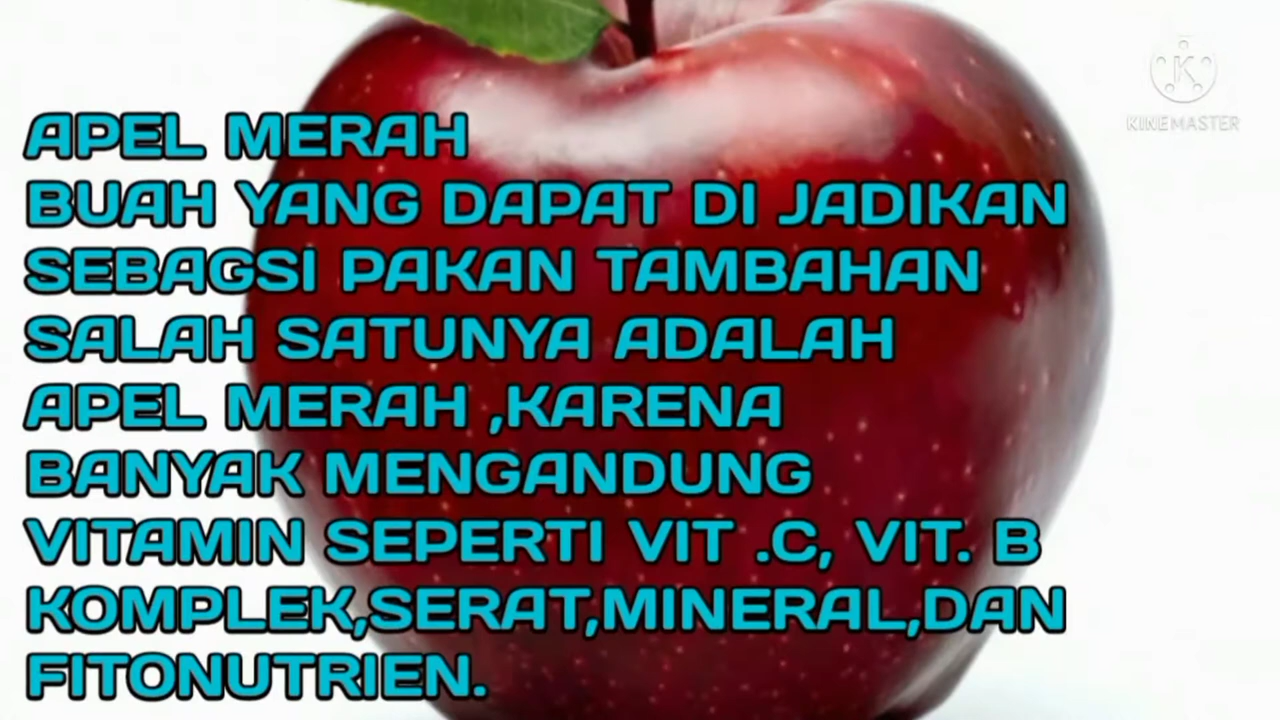 APEL MERAH
BUAH YANG DAPAT DI JADIKAN
SEBAGSI PAKAN TAMBAHAN
SALAH SATUNYA ADALAH
APEL MERAH ,KARENA
BANYAK MENGANDUNG
VITAMIN SEPERTI VIT .C, VIT. B
KOMPLEK,SERAT,MINERAL,DAN
FITONUTRIEN.
K
KINEMASTER